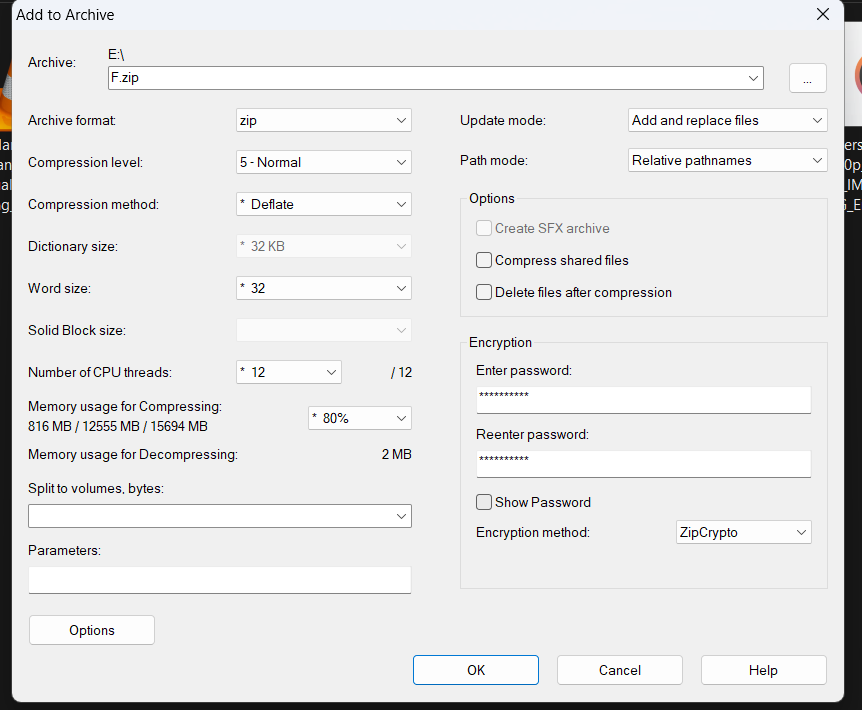 Add to Archive
Archive:
E:\
F.zip
...
Archive format:
zip
Update mode:
Add and replace files
Compression level:
5 - Normal
Path mode:
Relative pathnames
Compression method:
* Deflate
Options
Create SFX archive
Dictionary size:
* 32 KB
Compress shared files
Word size:
* 32
Delete files after compression
Solid Block size:
Encryption
Number of CPU threads:
* 12
/ 12
Enter password:
**********
Memory usage for Compressing:
816 MB / 12555 MB / 15694 MB
* 80%
Reenter password:
**********
Memory usage for Decompressing:
2 MB
Split to volumes, bytes:
Show Password
Encryption method:
ZipCrypto
Parameters:
Options
OK
Cancel
Help